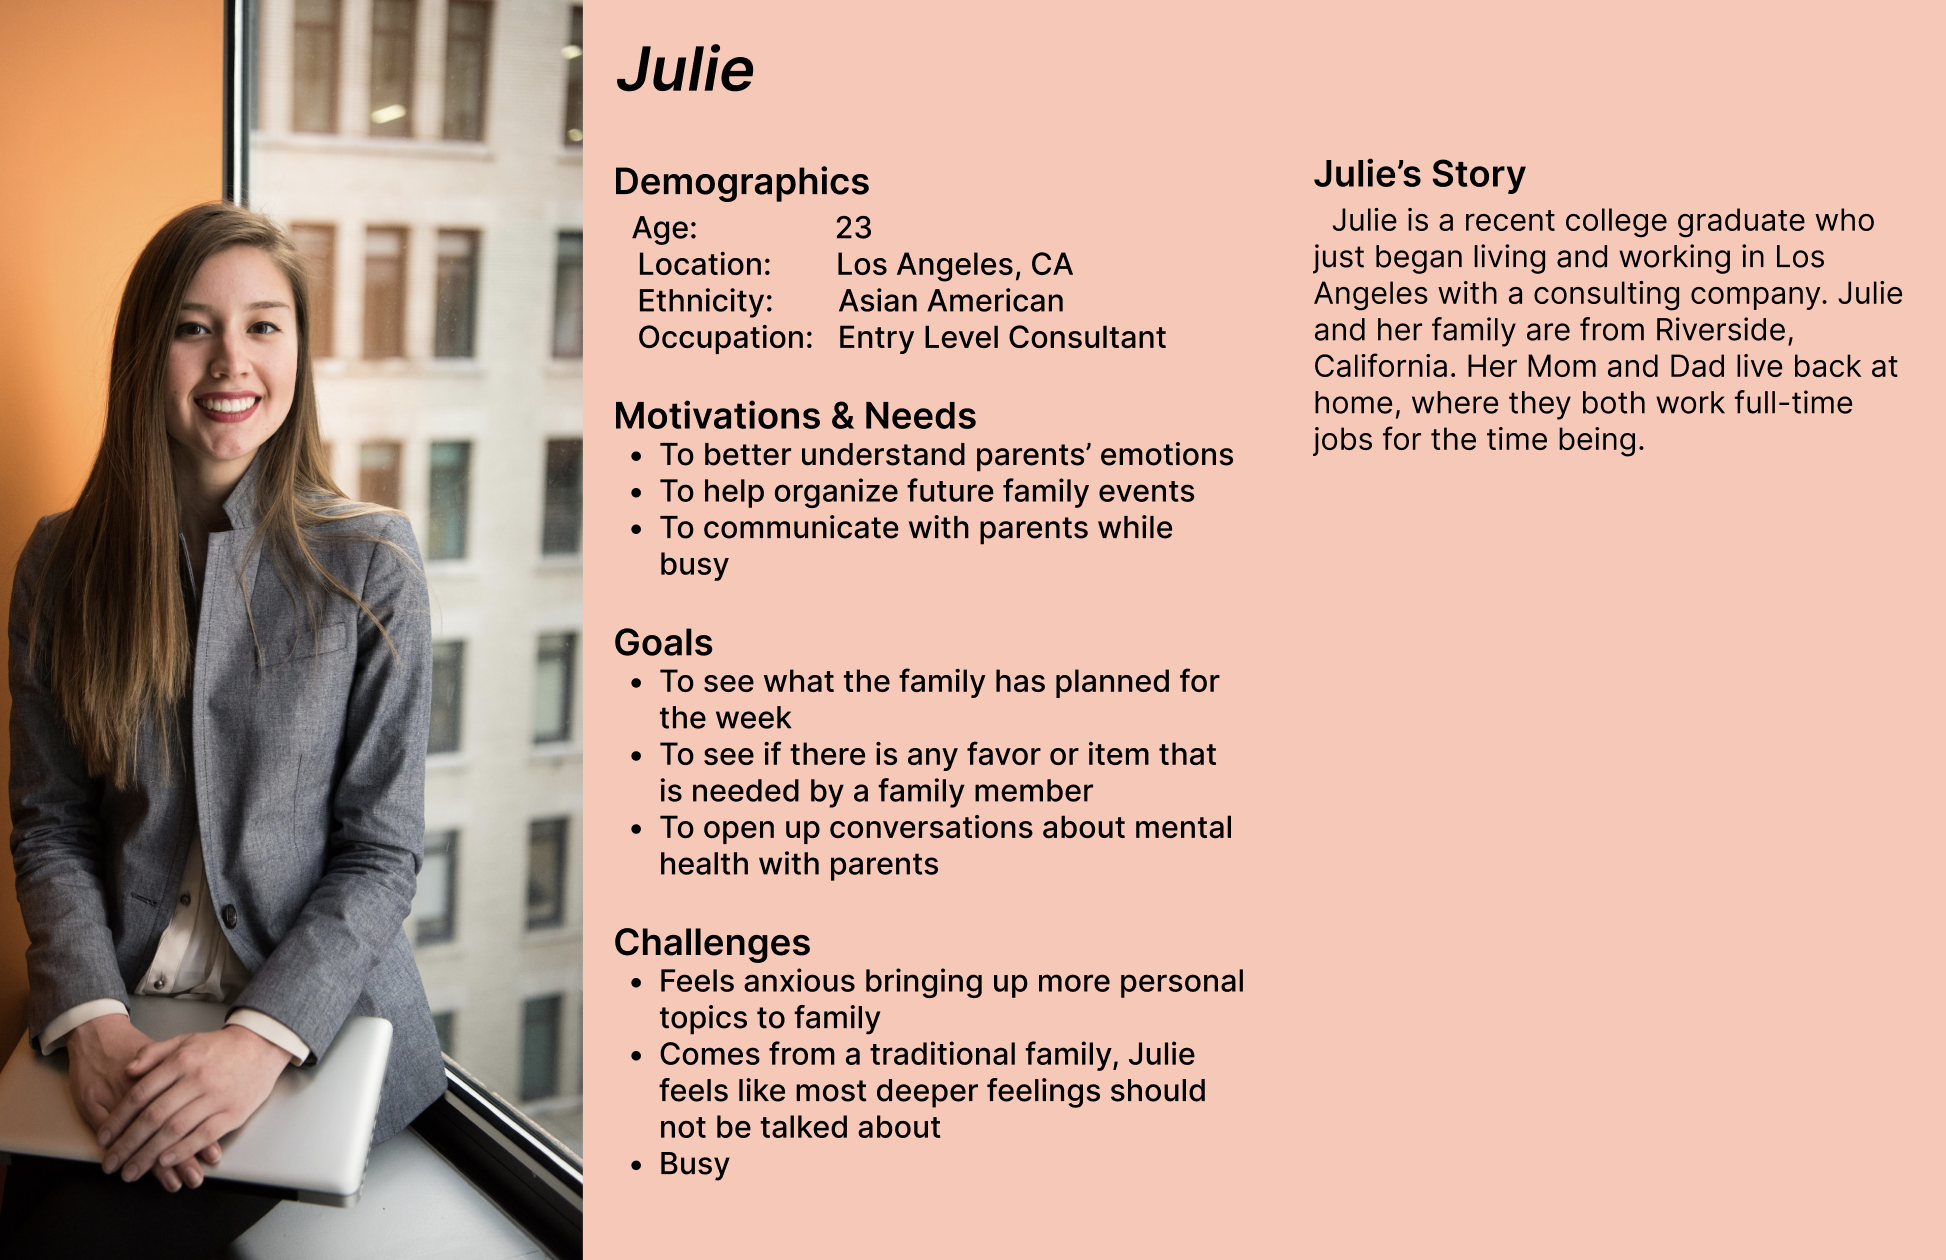 Julie
Demographics
Age: 23
Location: Los Angeles, CA
Ethnicity: Asian American
Occupation: Entry Level Consultant
Motivations & Needs
• To better understand parents’ emotions
• To help organize future family events
• To communicate with parents while
busy
Goals
• To see what the family has planned for
the week
• To see if there is any favor or item that
is needed by a family member
• To open up conversations about mental
health with parents
Challenges
• Feels anxious bringing up more personal
topics to family
• Comes from a traditional family, Julie
feels like most deeper feelings should
not be talked about
• Busy
Julie’s Story
Julie is a recent college graduate who
just began living and working in Los
Angeles with a consulting company. Julie
and her family are from Riverside,
California. Her Mom and Dad live back at
home, where they both work full-time
jobs for the time being.